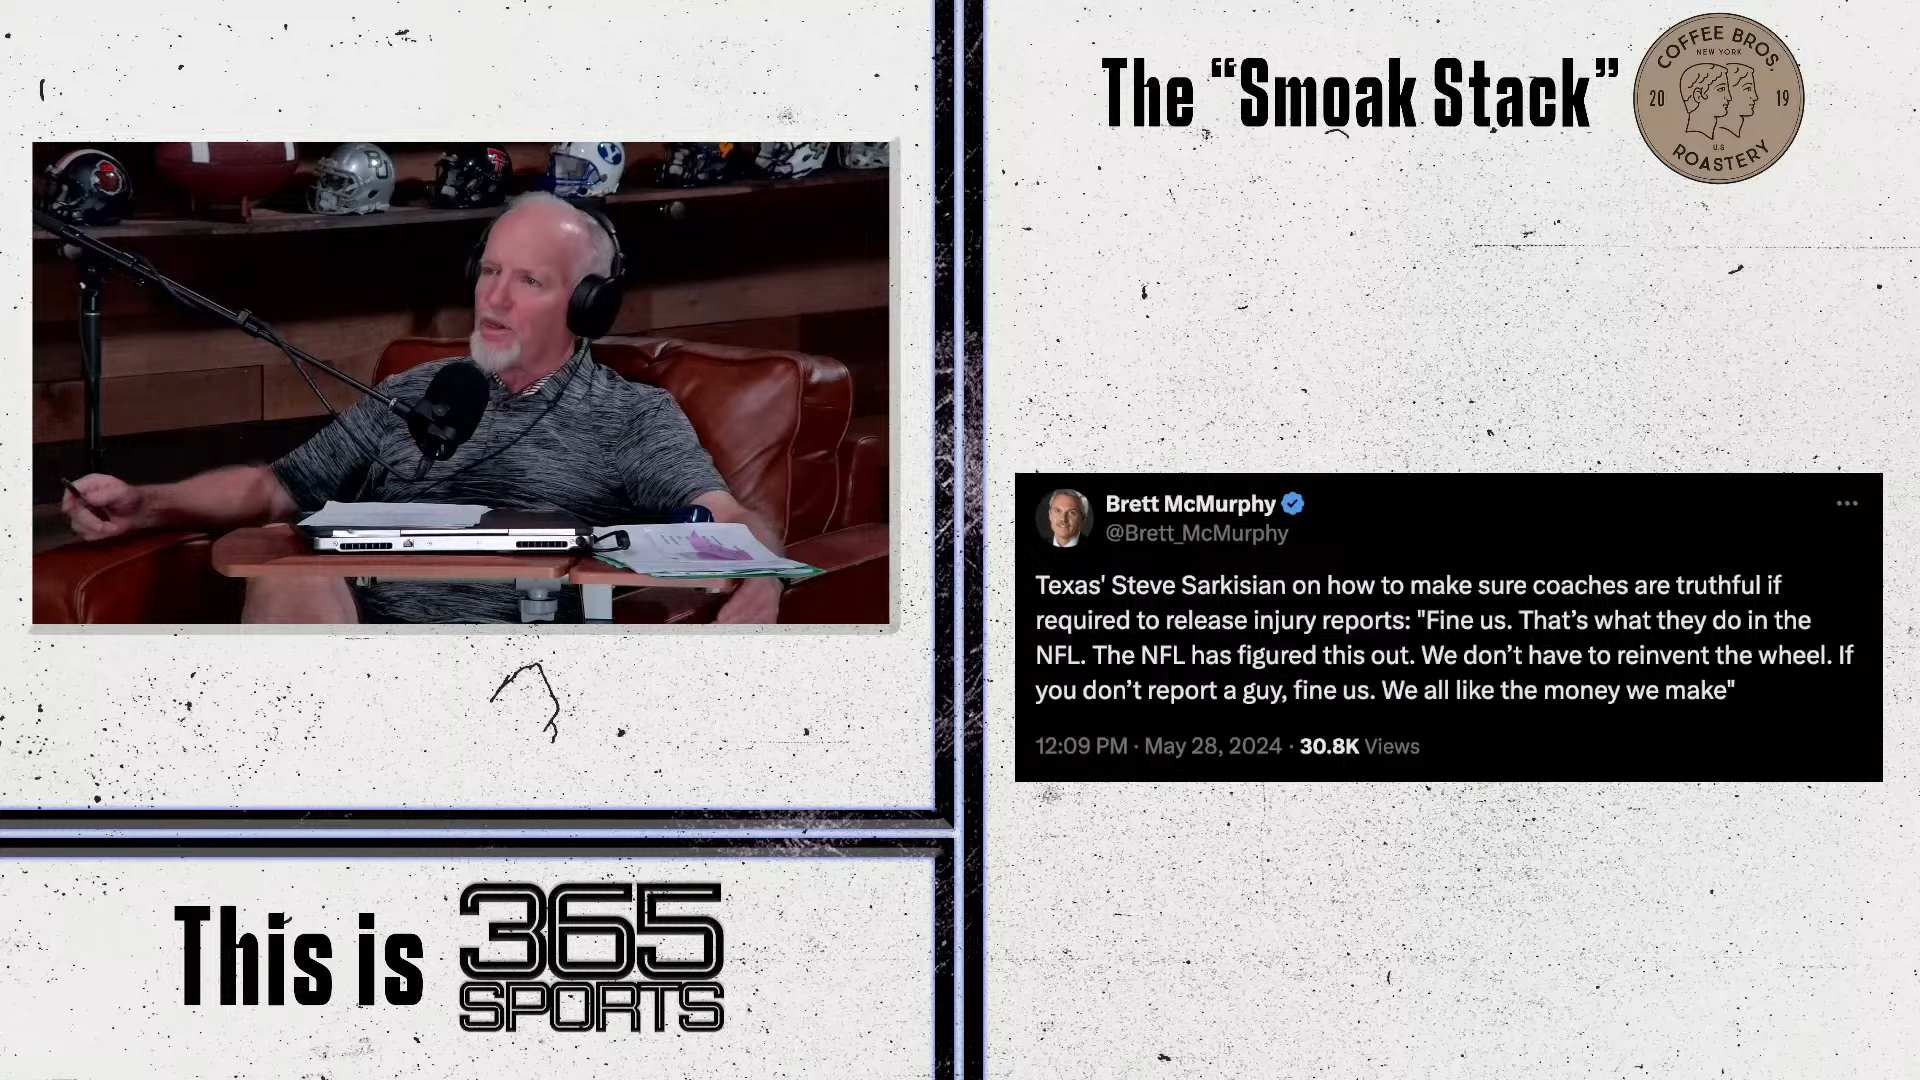 The “Smoak Stack”
COFFEE BROS.
NEW YORK
20 19
U.S
ROASTERY
Brett McMurphy
@Brett_McMurphy
Texas' Steve Sarkisian on how to make sure coaches are truthful if
required to release injury reports: "Fine us. That’s what they do in the
NFL. The NFL has figured this out. We don’t have to reinvent the wheel. If
you don’t report a guy, fine us. We all like the money we make"
12:09 PM · May 28, 2024 · 30.8K Views
This is
365
SPORTS